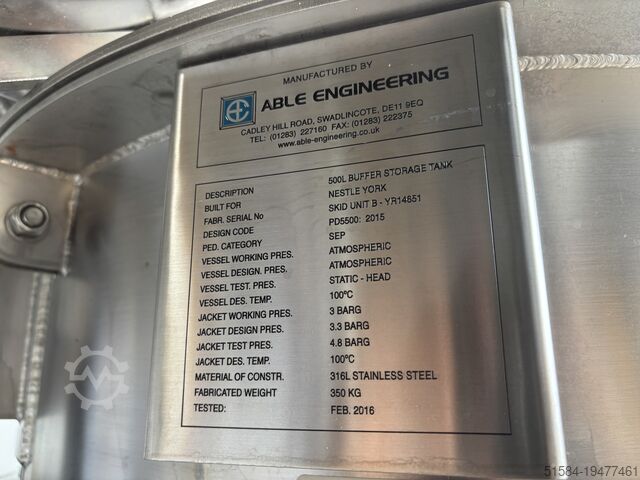 MANUFACTURED BY
ABLE ENGINEERING
CADLEY HILL ROAD, SWADLINCOTE, DE11 9EQ
TEL: (01283) 227160 FAX: (01283) 222375
www.able-engineering.co.uk
DESCRIPTION 500L BUFFER STORAGE TANK
BUILT FOR NESTLE YORK
FABR. SERIAL No SKID UNIT B - YR14851
DESIGN CODE PD5500: 2015
PED. CATEGORY SEP
VESSEL WORKING PRES. ATMOSPHERIC
VESSEL DESIGN. PRES. ATMOSPHERIC
VESSEL TEST. PRES. STATIC - HEAD
VESSEL DES. TEMP. 100ºC
JACKET WORKING PRES. 3 BARG
JACKET DESIGN PRES. 3.3 BARG
JACKET TEST PRES. 4.8 BARG
JACKET DES. TEMP. 100ºC
MATERIAL OF CONSTR. 316L STAINLESS STEEL
FABRICATED WEIGHT 350 KG
TESTED: FEB. 2016
51584-19477461